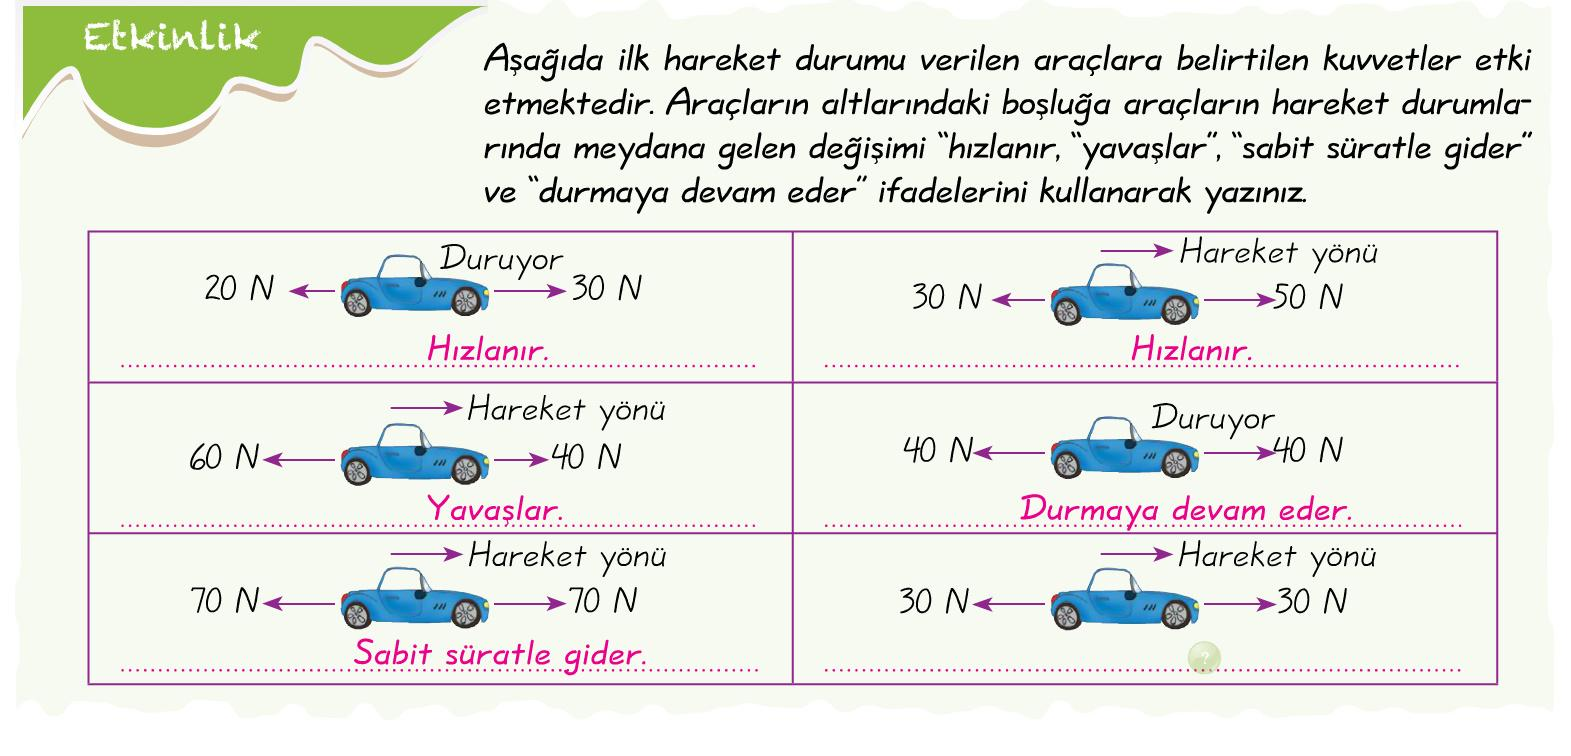 Etkinlik
Aşağıda ilk hareket durumu verilen araçlara belirtilen kuvvetler etki
etmektedir. Araçların altlarındaki boşluğa araçların hareket durumla-
rında meydana gelen değişimi “hızlanır, “yavaşlar”, “sabit süratle gider”
ve “durmaya devam eder” ifadelerini kullanarak yazınız.
Duruyor
20 N 30 N
Hızlanır.
Hareket yönü
30 N 50 N
Hızlanır.
Hareket yönü
60 N 40 N
Yavaşlar.
Duruyor
40 N 40 N
Durmaya devam eder.
Hareket yönü
70 N 70 N
Sabit süratle gider.
Hareket yönü
30 N 30 N
?